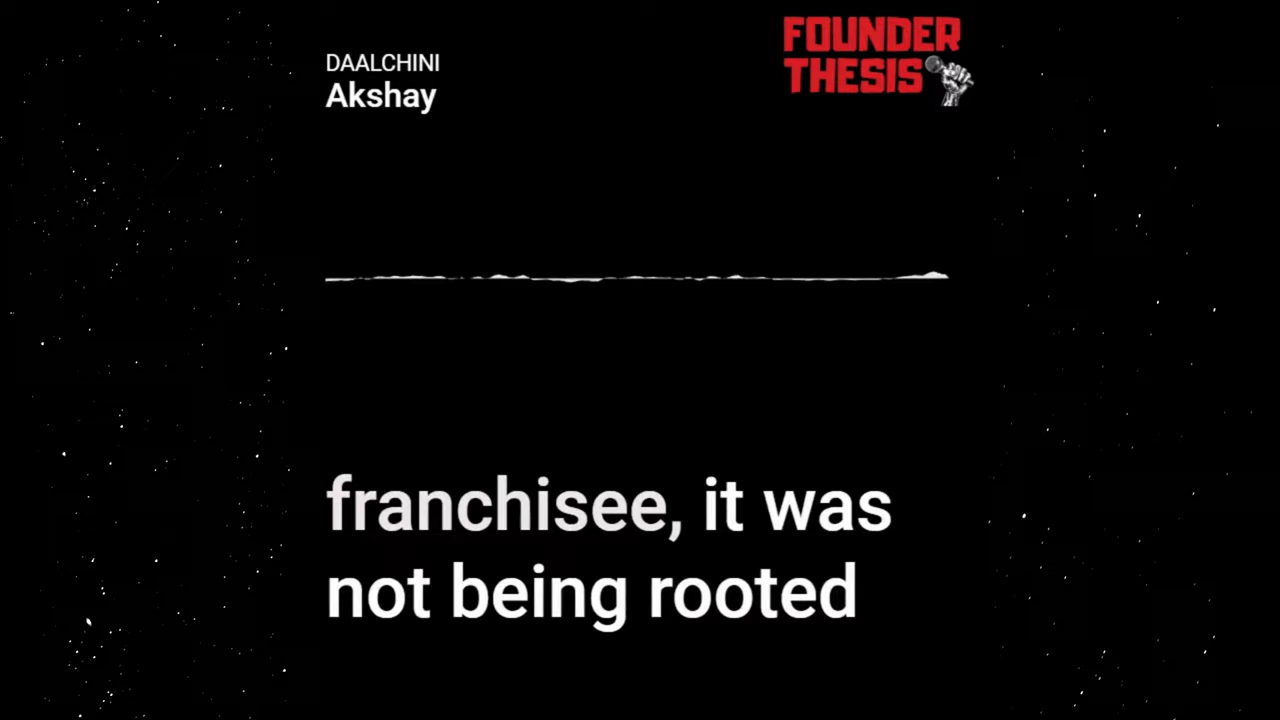 DAALCHINI
Akshay
FOUNDER
THESIS
franchisee, it was
not being rooted